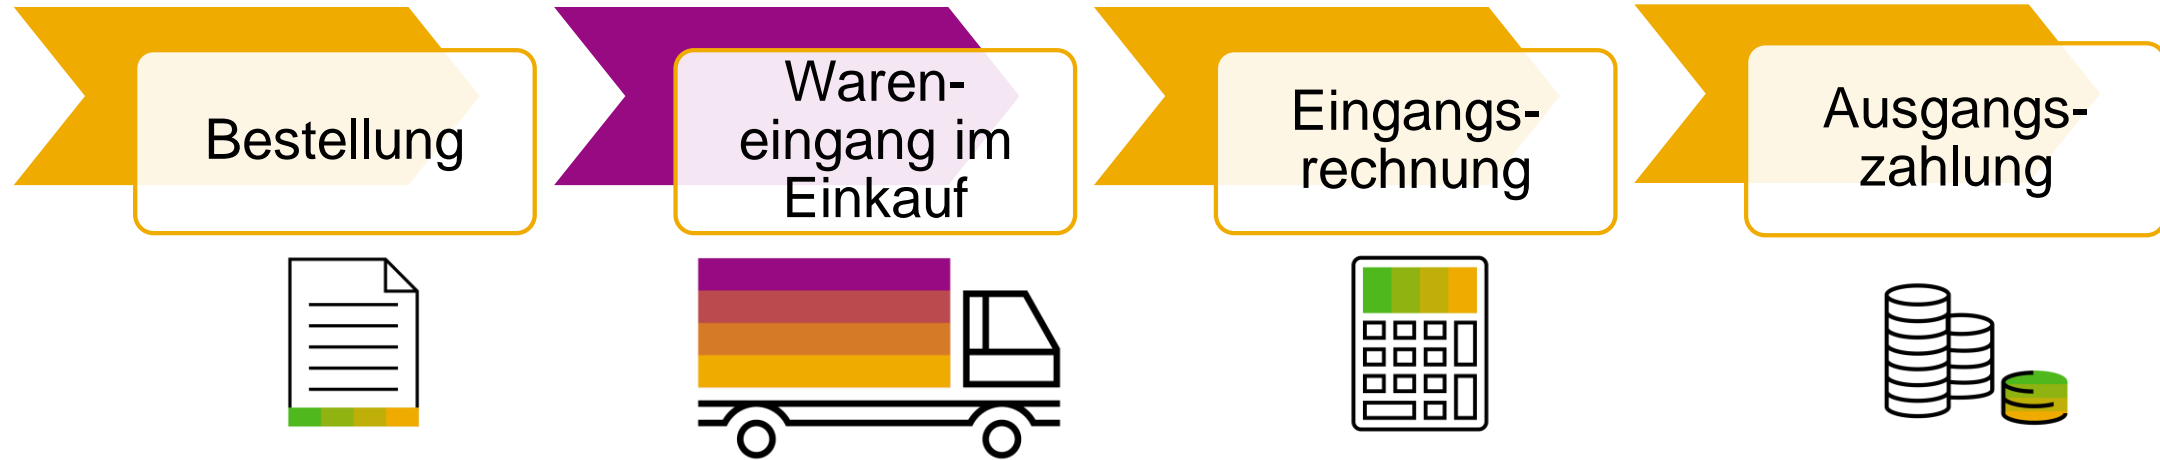 Bestellung
Waren-
eingang im
Einkauf
Eingangs-
rechnung
Ausgangs-
zahlung